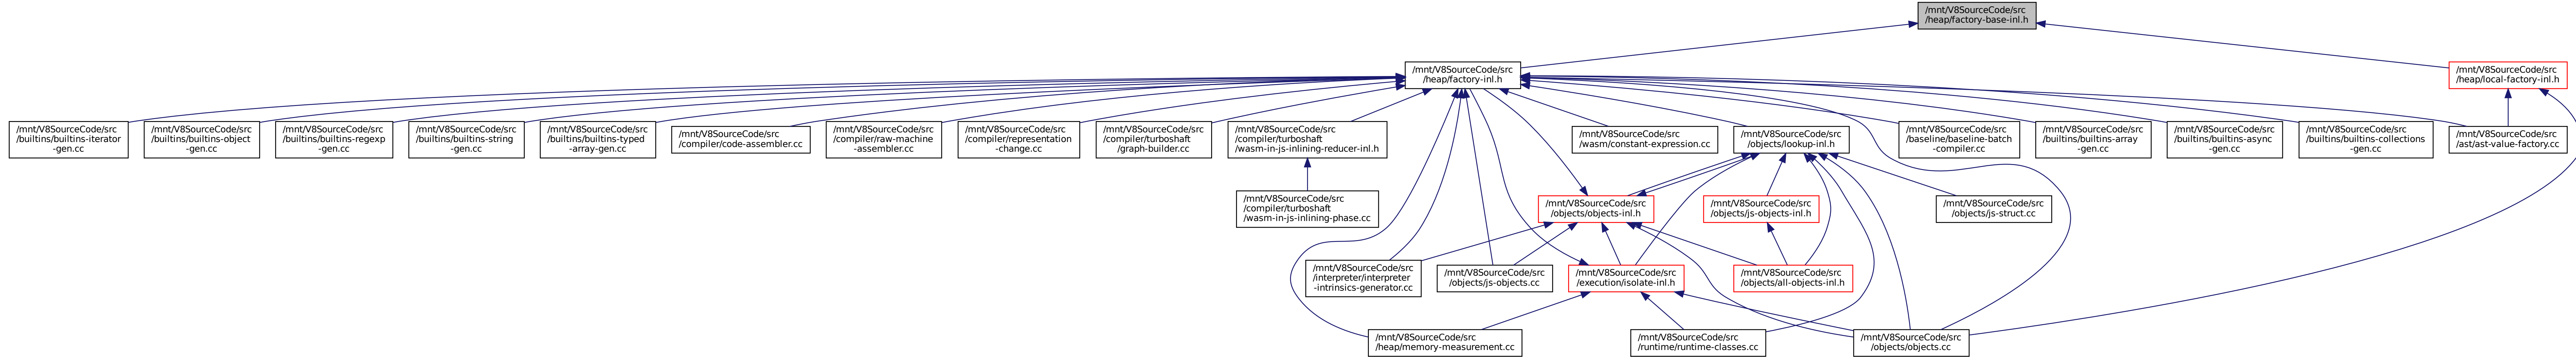 /mnt/V8SourceCode/src
/heap/factory-base-inl.h
/mnt/V8SourceCode/src
/heap/factory-inl.h
/mnt/V8SourceCode/src
/heap/local-factory-inl.h
/mnt/V8SourceCode/src
/builtins/builtins-iterator
-gen.cc
/mnt/V8SourceCode/src
/builtins/builtins-object
-gen.cc
/mnt/V8SourceCode/src
/builtins/builtins-regexp
-gen.cc
/mnt/V8SourceCode/src
/builtins/builtins-string
-gen.cc
/mnt/V8SourceCode/src
/builtins/builtins-typed
-array-gen.cc
/mnt/V8SourceCode/src
/compiler/code-assembler.cc
/mnt/V8SourceCode/src
/compiler/raw-machine
-assembler.cc
/mnt/V8SourceCode/src
/compiler/representation
-change.cc
/mnt/V8SourceCode/src
/compiler/turboshaft
/graph-builder.cc
/mnt/V8SourceCode/src
/compiler/turboshaft
/wasm-in-js-inlining-reducer-inl.h
/mnt/V8SourceCode/src
/wasm/constant-expression.cc
/mnt/V8SourceCode/src
/objects/lookup-inl.h
/mnt/V8SourceCode/src
/baseline/baseline-batch
-compiler.cc
/mnt/V8SourceCode/src
/builtins/builtins-array
-gen.cc
/mnt/V8SourceCode/src
/builtins/builtins-async
-gen.cc
/mnt/V8SourceCode/src
/builtins/builtins-collections
-gen.cc
/mnt/V8SourceCode/src
/ast/ast-value-factory.cc
/mnt/V8SourceCode/src
/compiler/turboshaft
/wasm-in-js-inlining-phase.cc
/mnt/V8SourceCode/src
/objects/objects-inl.h
/mnt/V8SourceCode/src
/objects/js-objects-inl.h
/mnt/V8SourceCode/src
/objects/js-struct.cc
/mnt/V8SourceCode/src
/interpreter/interpreter
-intrinsics-generator.cc
/mnt/V8SourceCode/src
/objects/js-objects.cc
/mnt/V8SourceCode/src
/execution/isolate-inl.h
/mnt/V8SourceCode/src
/objects/all-objects-inl.h
/mnt/V8SourceCode/src
/heap/memory-measurement.cc
/mnt/V8SourceCode/src
/runtime/runtime-classes.cc
/mnt/V8SourceCode/src
/objects/objects.cc